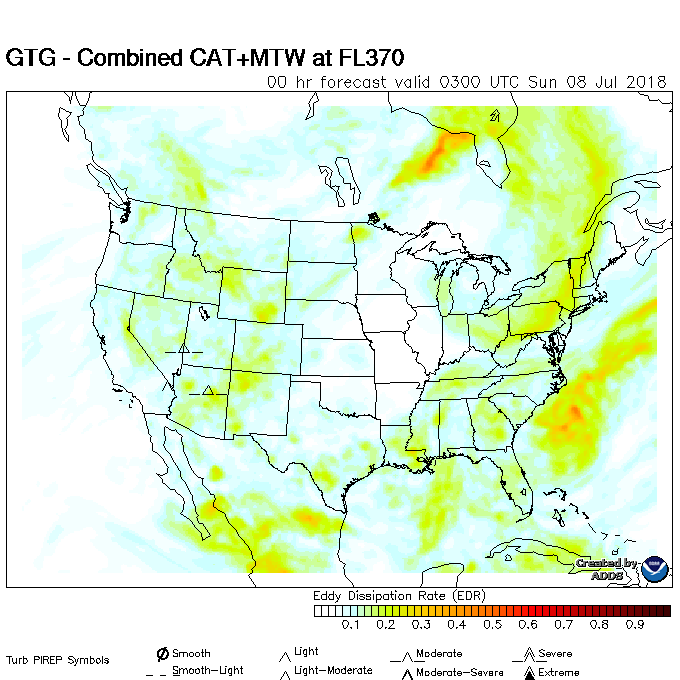 GTG - Combined CAT+MTW at FL370
00 hr forecast valid 0300 UTC Sun 08 Jul 2018
Created by
ADDS
Eddy Dissipation Rate (EDR)
0.1 0.2 0.3 0.4 0.5 0.6 0.7 0.8 0.9
Turb PIREP Symbols
Smooth Light Moderate Severe
Smooth-Light Light-Moderate Moderate-Severe Extreme